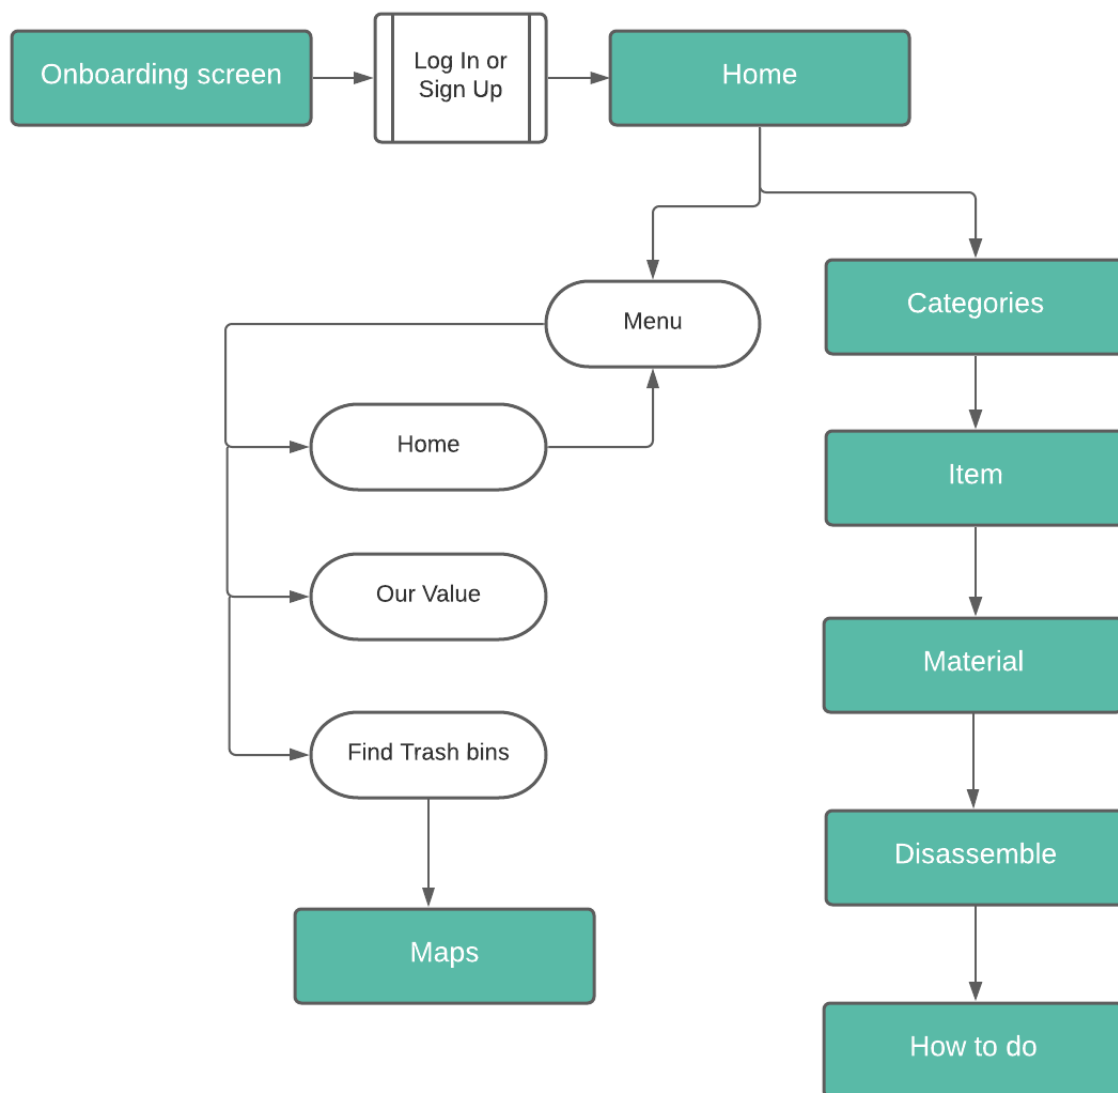 Onboarding screen
Log In or
Sign Up
Home
Menu
Categories
Home
Item
Our Value
Material
Find Trash bins
Disassemble
Maps
How to do